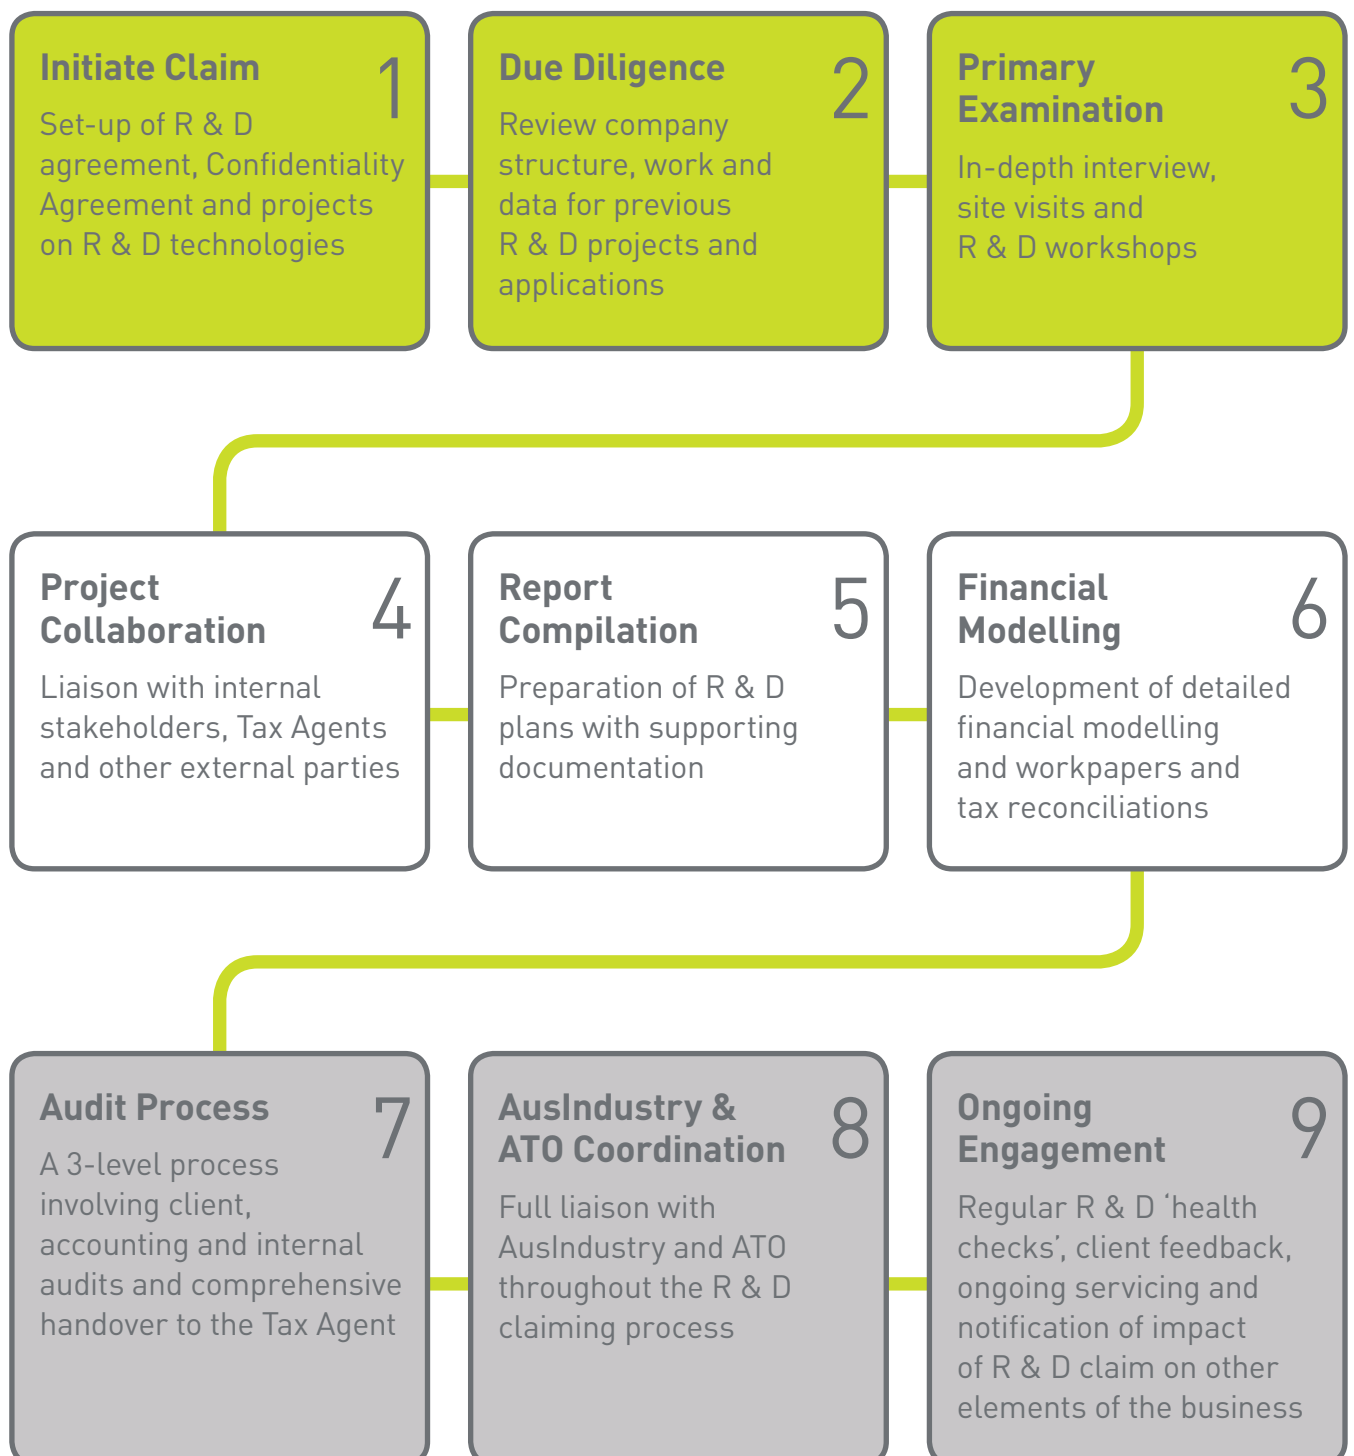 Initiate Claim
1
Set-up of R & D
agreement, Confidentiality
Agreement and projects
on R & D technologies
Due Diligence
2
Review company
structure, work and
data for previous
R & D projects and
applications
Primary
Examination
3
In-depth interview,
site visits and
R & D workshops
Project
Collaboration
4
Liaison with internal
stakeholders, Tax Agents
and other external parties
Report
Compilation
5
Preparation of R & D
plans with supporting
documentation
Financial
Modelling
6
Development of detailed
financial modelling
and workpapers and
tax reconciliations
Audit Process
7
A 3-level process
involving client,
accounting and internal
audits and comprehensive
handover to the Tax Agent
AusIndustry &
ATO Coordination
8
Full liaison with
AusIndustry and ATO
throughout the R & D
claiming process
Ongoing
Engagement
9
Regular R & D ‘health
checks’, client feedback,
ongoing servicing and
notification of impact
of R & D claim on other
elements of the business